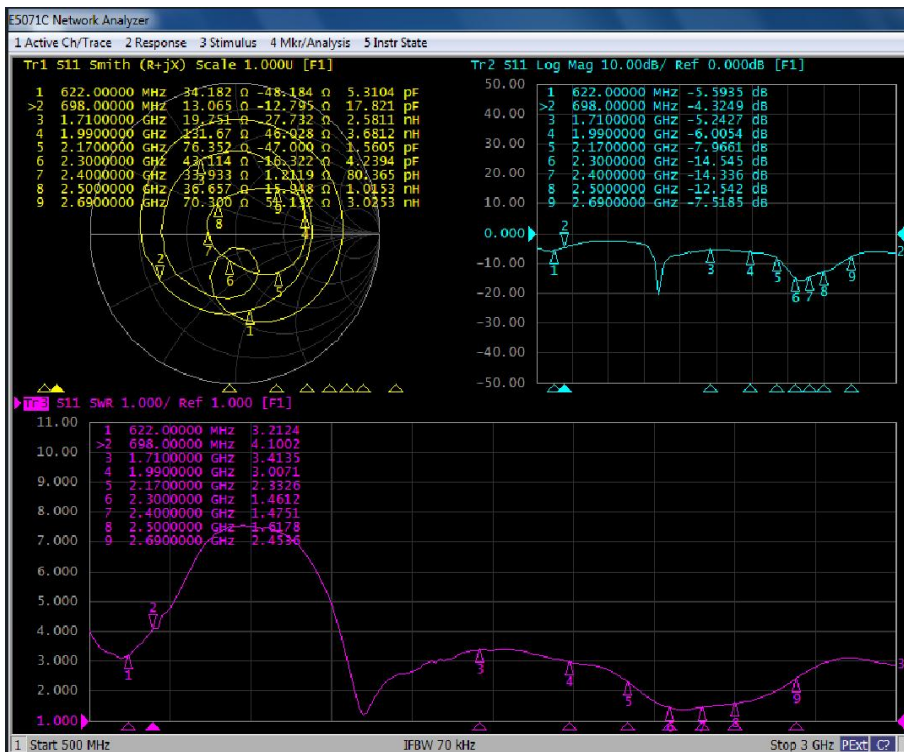 E5071C Network Analyzer
1 Active Ch/Trace 2 Response 3 Stimulus 4 Mkr/Analysis 5 Instr State
Tr1 S11 Smith (R+jX) Scale 1.000U [F1]
1 622.00000 MHz 34.182 Ω -48.184 Ω 5.3104 pF
>2 698.00000 MHz 13.065 Ω -12.795 Ω 17.821 pF
3 1.7100000 GHz 19.751 Ω 27.732 Ω 2.5811 nH
4 1.9900000 GHz 131.67 Ω 46.028 Ω 3.6812 nH
5 2.1700000 GHz 76.352 Ω -47.000 Ω 1.5605 pF
6 2.3000000 GHz 43.114 Ω -16.322 Ω 4.2394 pF
7 2.4000000 GHz 33.933 Ω 1.2119 Ω 80.365 pH
8 2.5000000 GHz 36.657 Ω 15.948 Ω 1.0153 nH
9 2.6900000 GHz 70.300 Ω 51.132 Ω 3.0253 nH
Tr2 S11 Log Mag 10.00dB/ Ref 0.000dB [F1]
50.00
40.00
30.00
20.00
10.00
0.000
-10.00
-20.00
-30.00
-40.00
-50.00
1 622.00000 MHz -5.5935 dB
>2 698.00000 MHz -4.3249 dB
3 1.7100000 GHz -5.2427 dB
4 1.9900000 GHz -6.0054 dB
5 2.1700000 GHz -7.9661 dB
6 2.3000000 GHz -14.545 dB
7 2.4000000 GHz -14.336 dB
8 2.5000000 GHz -12.542 dB
9 2.6900000 GHz -7.5185 dB
Tr3 S11 SWR 1.000/ Ref 1.000 [F1]
11.00
10.00
9.000
8.000
7.000
6.000
5.000
4.000
3.000
2.000
1.000
1 622.00000 MHz 3.2124
>2 698.00000 MHz 4.1002
3 1.7100000 GHz 3.4135
4 1.9900000 GHz 3.0071
5 2.1700000 GHz 2.3326
6 2.3000000 GHz 1.4612
7 2.4000000 GHz 1.4751
8 2.5000000 GHz 1.6178
9 2.6900000 GHz 2.4536
1 Start 500 MHz IFBW 70 kHz Stop 3 GHz PExt C?